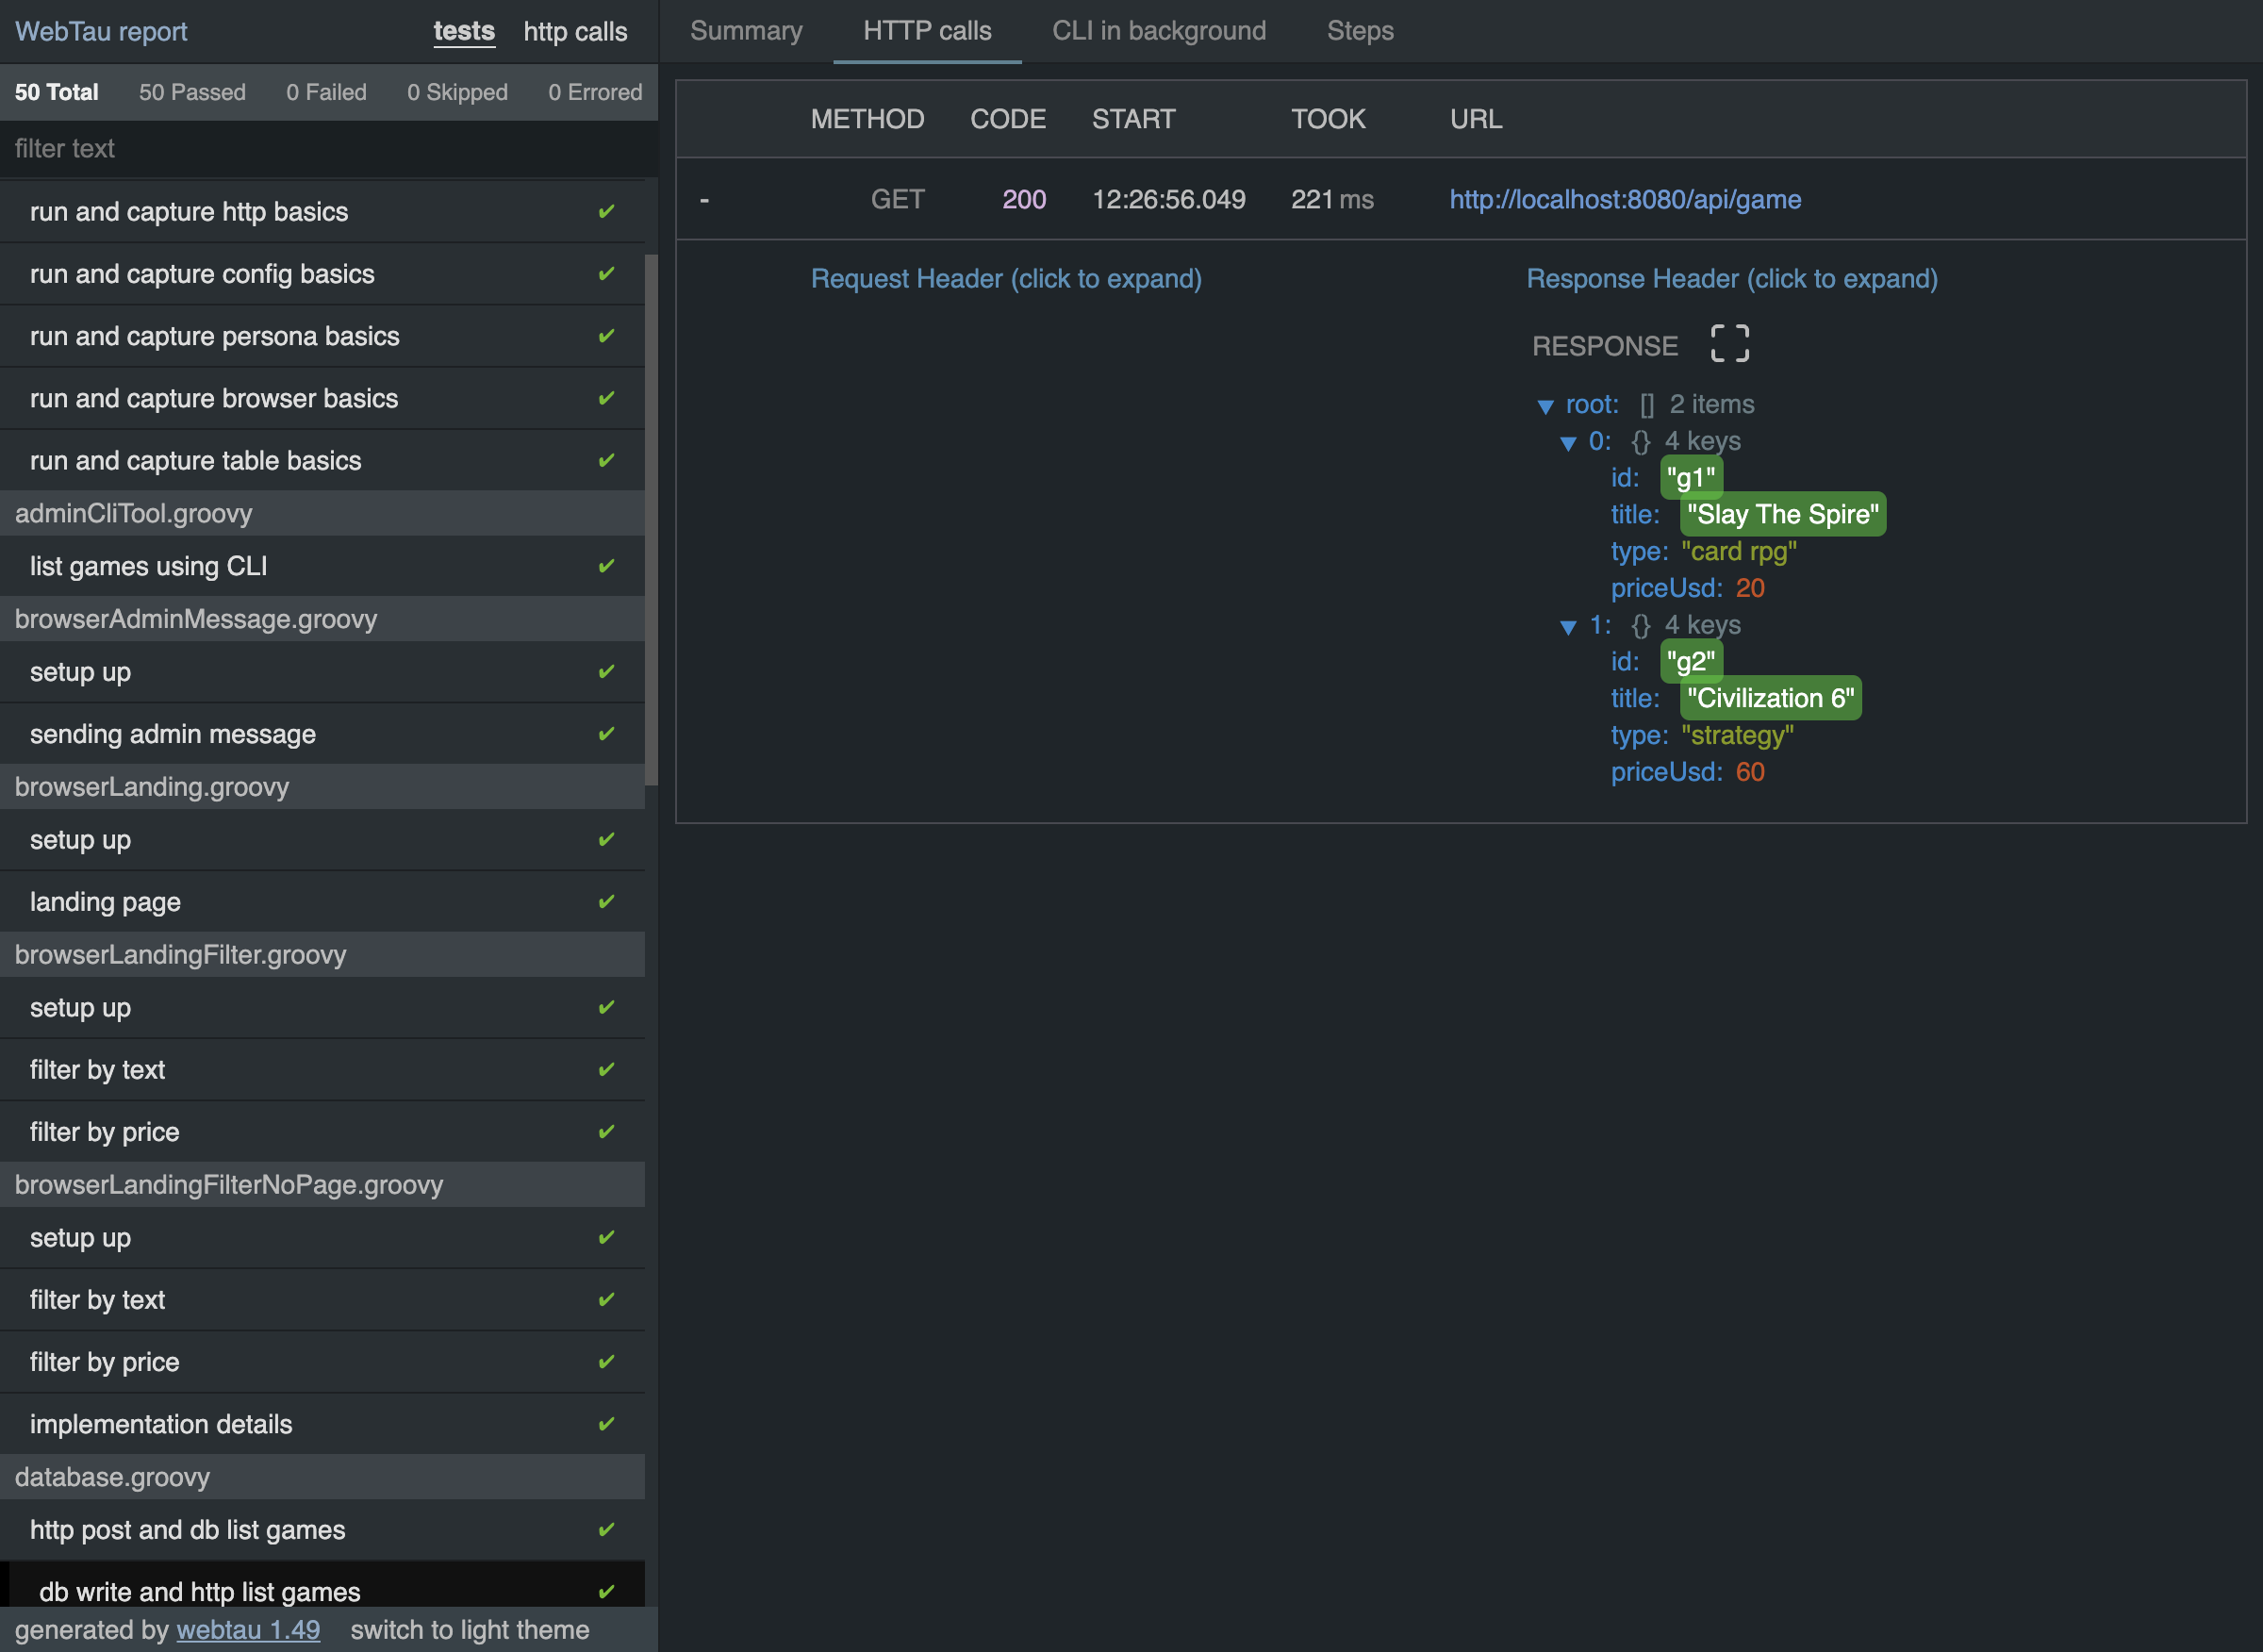 WebTau report tests http calls
50 Total 50 Passed 0 Failed 0 Skipped 0 Errored
filter text
run and capture http basics ✔
run and capture config basics ✔
run and capture persona basics ✔
run and capture browser basics ✔
run and capture table basics ✔
adminCliTool.groovy
list games using CLI ✔
browserAdminMessage.groovy
setup up ✔
sending admin message ✔
browserLanding.groovy
setup up ✔
landing page ✔
browserLandingFilter.groovy
setup up ✔
filter by text ✔
filter by price ✔
browserLandingFilterNoPage.groovy
setup up ✔
filter by text ✔
filter by price ✔
implementation details ✔
database.groovy
http post and db list games ✔
db write and http list games ✔
generated by webtau 1.49 switch to light theme
Summary HTTP calls CLI in background Steps
METHOD CODE START TOOK URL
- GET 200 12:26:56.049 221 ms http://localhost:8080/api/game
Request Header (click to expand) Response Header (click to expand)
RESPONSE
▼ root: [] 2 items
▼ 0: {} 4 keys
id: "g1"
title: "Slay The Spire"
type: "card rpg"
priceUsd: 20
▼ 1: {} 4 keys
id: "g2"
title: "Civilization 6"
type: "strategy"
priceUsd: 60